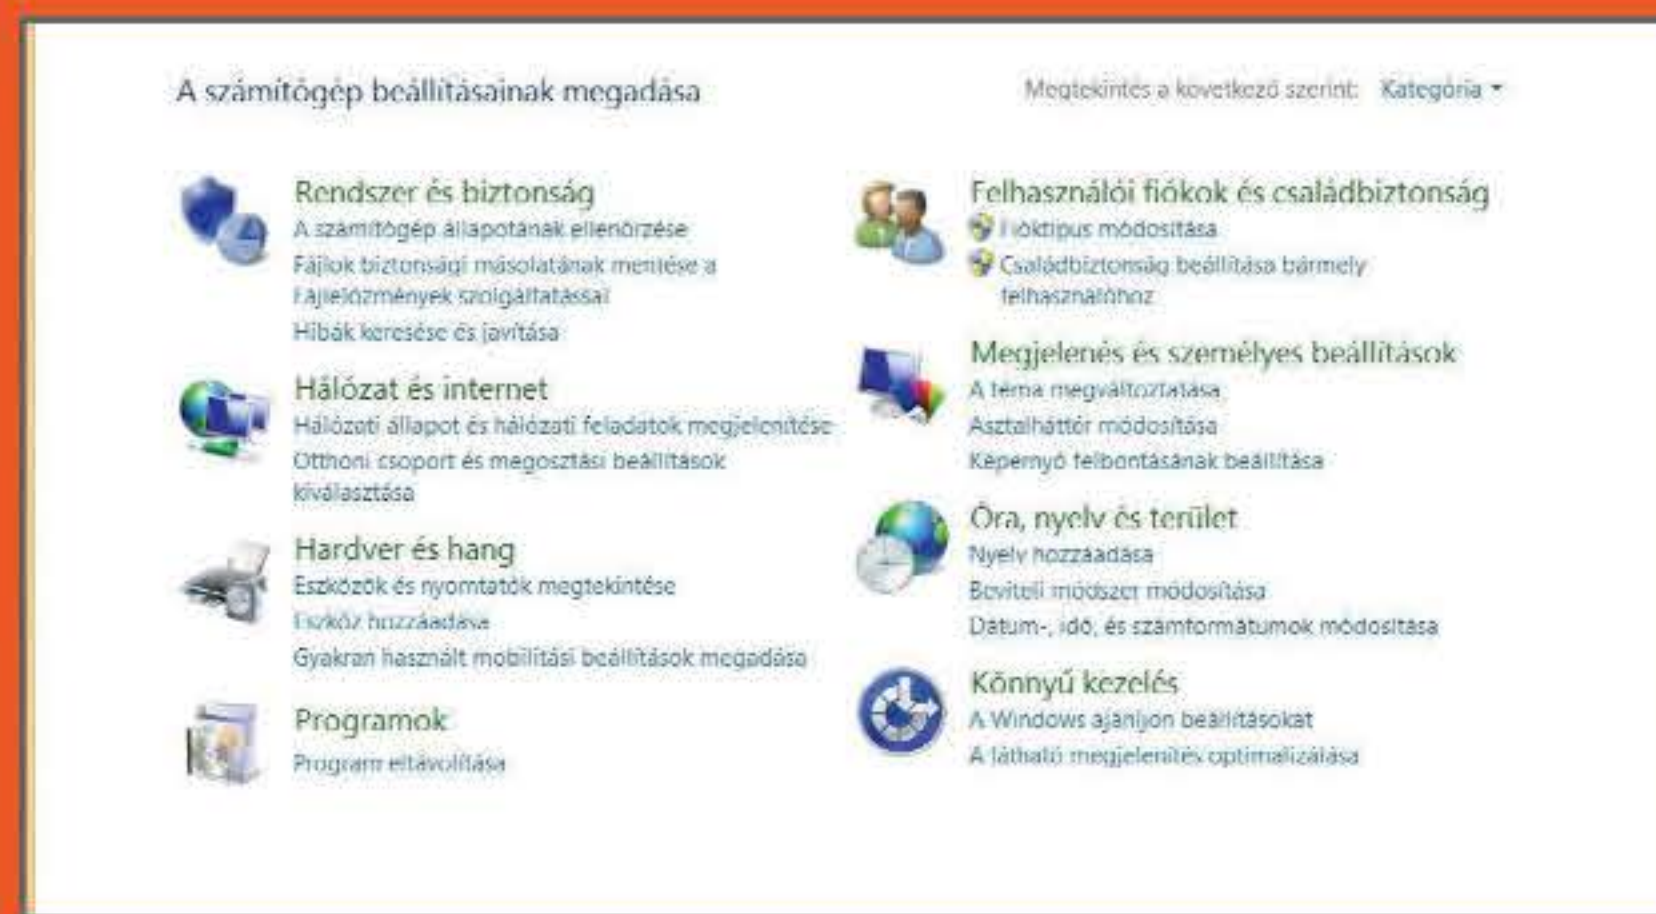 A számítógép beállításainak megadása
Megtekintés a következő szerint: Kategória
Rendszer és biztonság
A számítógép állapotának ellenőrzése
Fájlok biztonsági másolatának mentése a
Fájlelőzmények szolgáltatással
Hibák keresése és javítása
Hálózat és internet
Hálózati állapot és hálózati feladatok megjelenítése
Otthoni csoport és megosztási beállítások
kiválasztása
Hardver és hang
Eszközök és nyomtatók megtekintése
Eszköz hozzáadása
Gyakran használt mobilitási beállítások megadása
Programok
Program eltávolítása
Felhasználói fiókok és családbiztonság
Fióktípus módosítása
Családbiztonság beállítása bármely
felhasználóhoz
Megjelenés és személyes beállítások
A téma megváltoztatása
Asztalháttér módosítása
Képernyő felbontásának beállítása
Óra, nyelv és terület
Nyelv hozzáadása
Beviteli módszer módosítása
Dátum-, idő, és számformátumok módosítása
Könnyű kezelés
A Windows ajánljon beállításokat
A látható megjelenítés optimalizálása